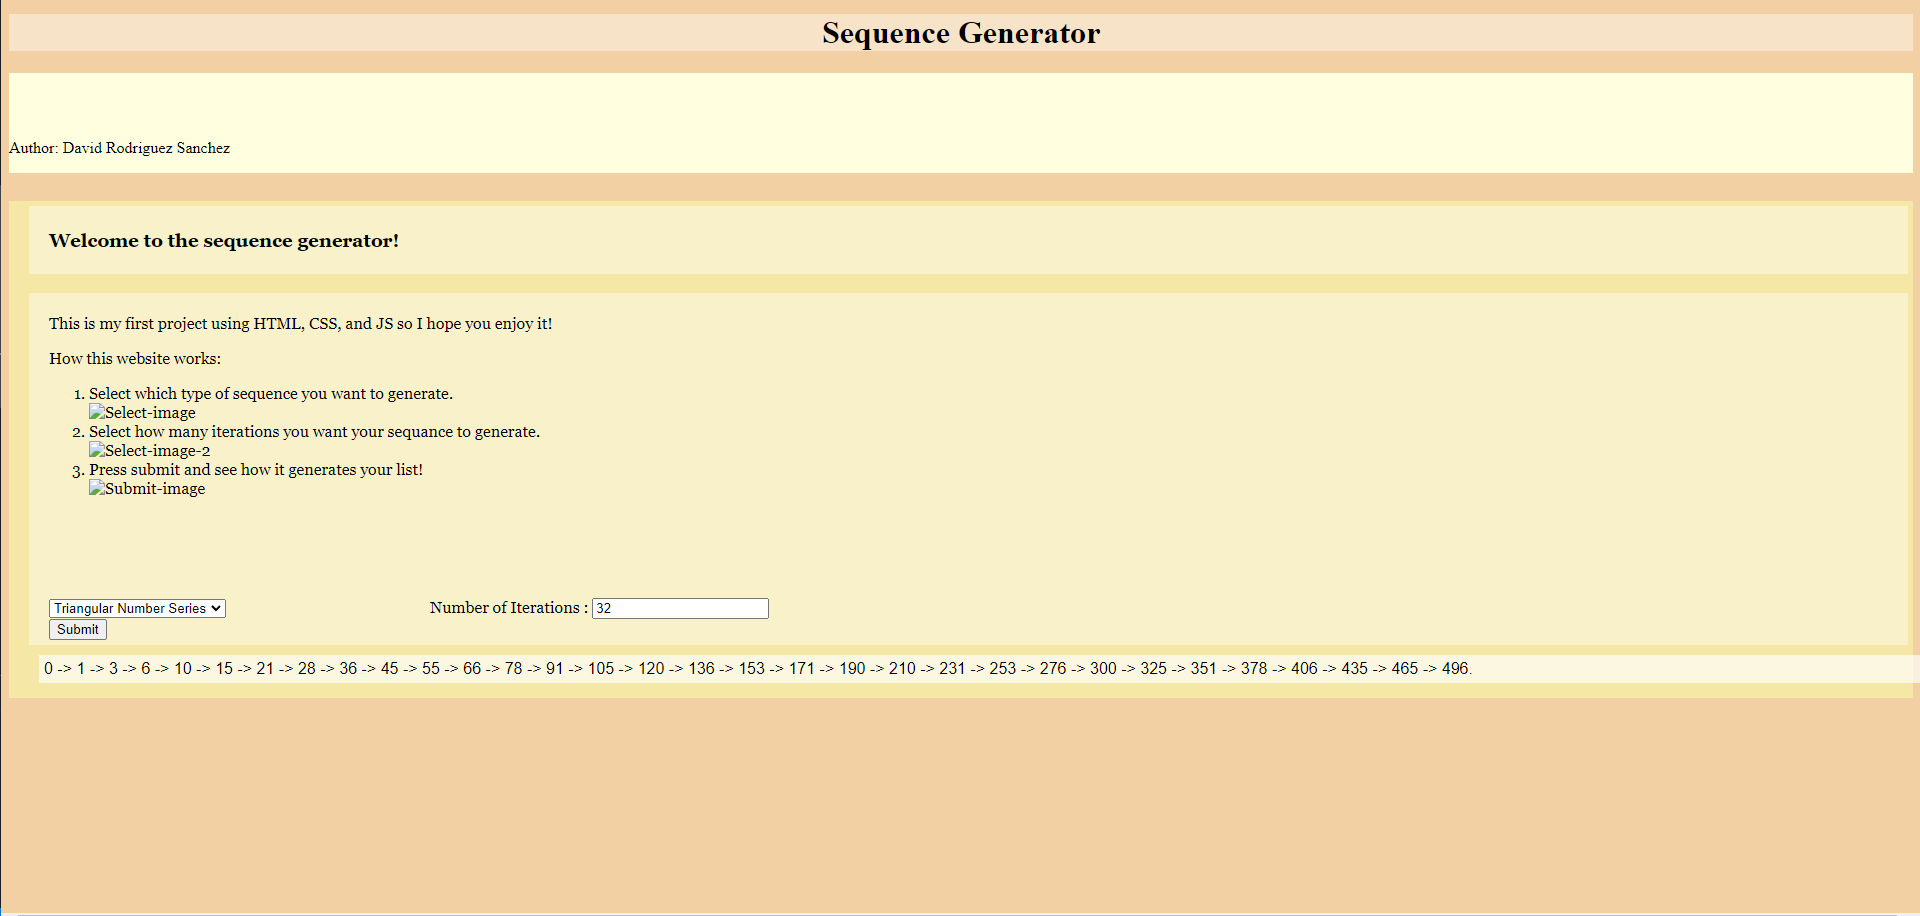 Sequence Generator
Author: David Rodriguez Sanchez
Welcome to the sequence generator!
This is my first project using HTML, CSS, and JS so I hope you enjoy it!
How this website works:
1. Select which type of sequence you want to generate.
Select-image
2. Select how many iterations you want your sequance to generate.
Select-image-2
3. Press submit and see how it generates your list!
Submit-image
Triangular Number Series Number of Iterations : 32
Submit
0 -> 1 -> 3 -> 6 -> 10 -> 15 -> 21 -> 28 -> 36 -> 45 -> 55 -> 66 -> 78 -> 91 -> 105 -> 120 -> 136 -> 153 -> 171 -> 190 -> 210 -> 231 -> 253 -> 276 -> 300 -> 325 -> 351 -> 378 -> 406 -> 435 -> 465 -> 496.